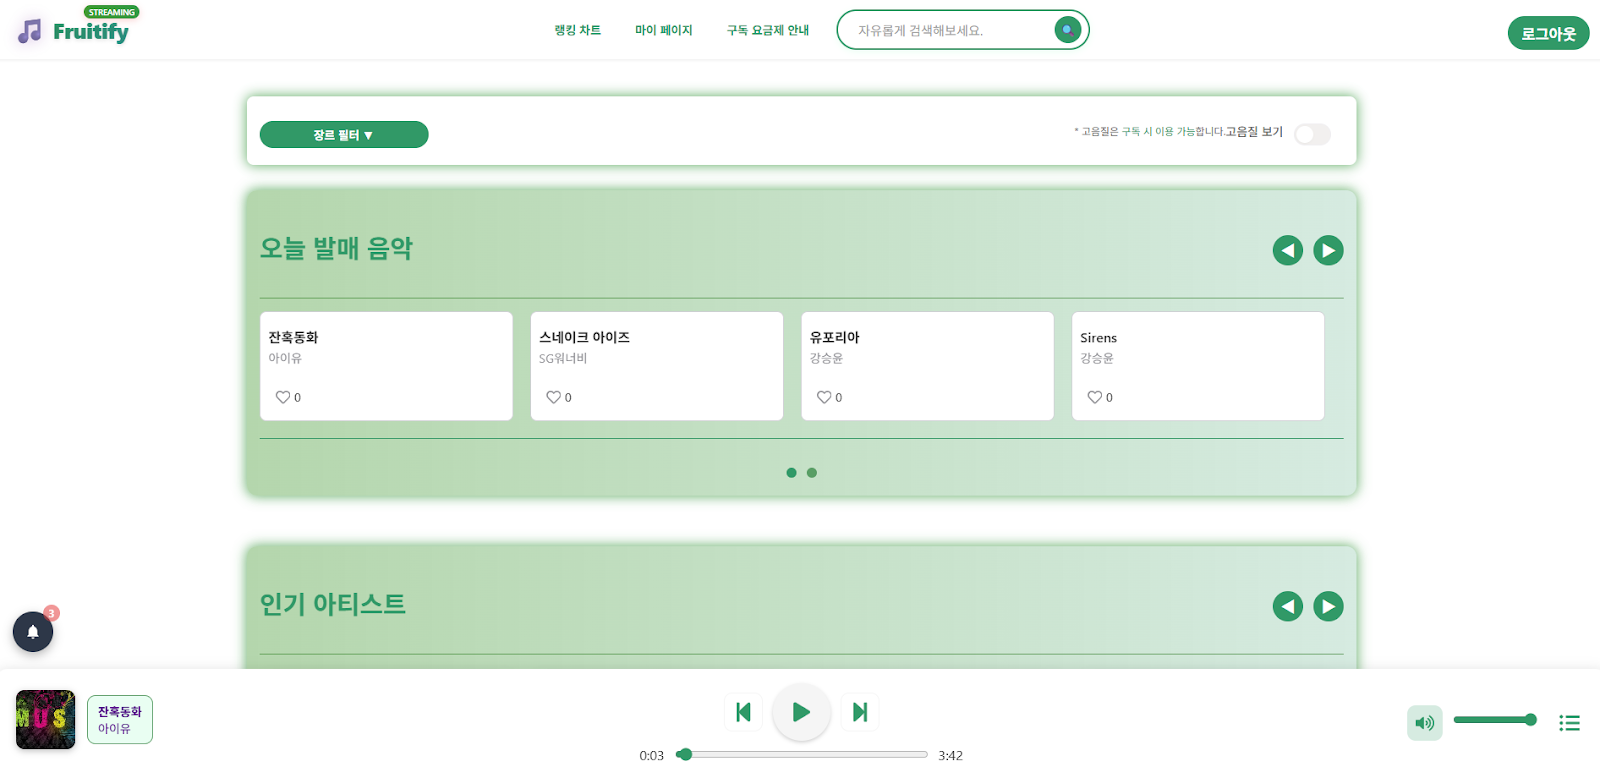 STREAMING
Fruitify
랭킹 차트
마이 페이지
구독 요금제 안내
자유롭게 검색해보세요.
로그아웃
장르 필터 ▼
* 고음질은 구독 시 이용 가능합니다.고음질 보기
오늘 발매 음악
잔혹동화
아이유
0
스네이크 아이즈
SG워너비
0
유포리아
강승윤
0
Sirens
강승윤
0
인기 아티스트
3
MUS
잔혹동화
아이유
0:03
3:42